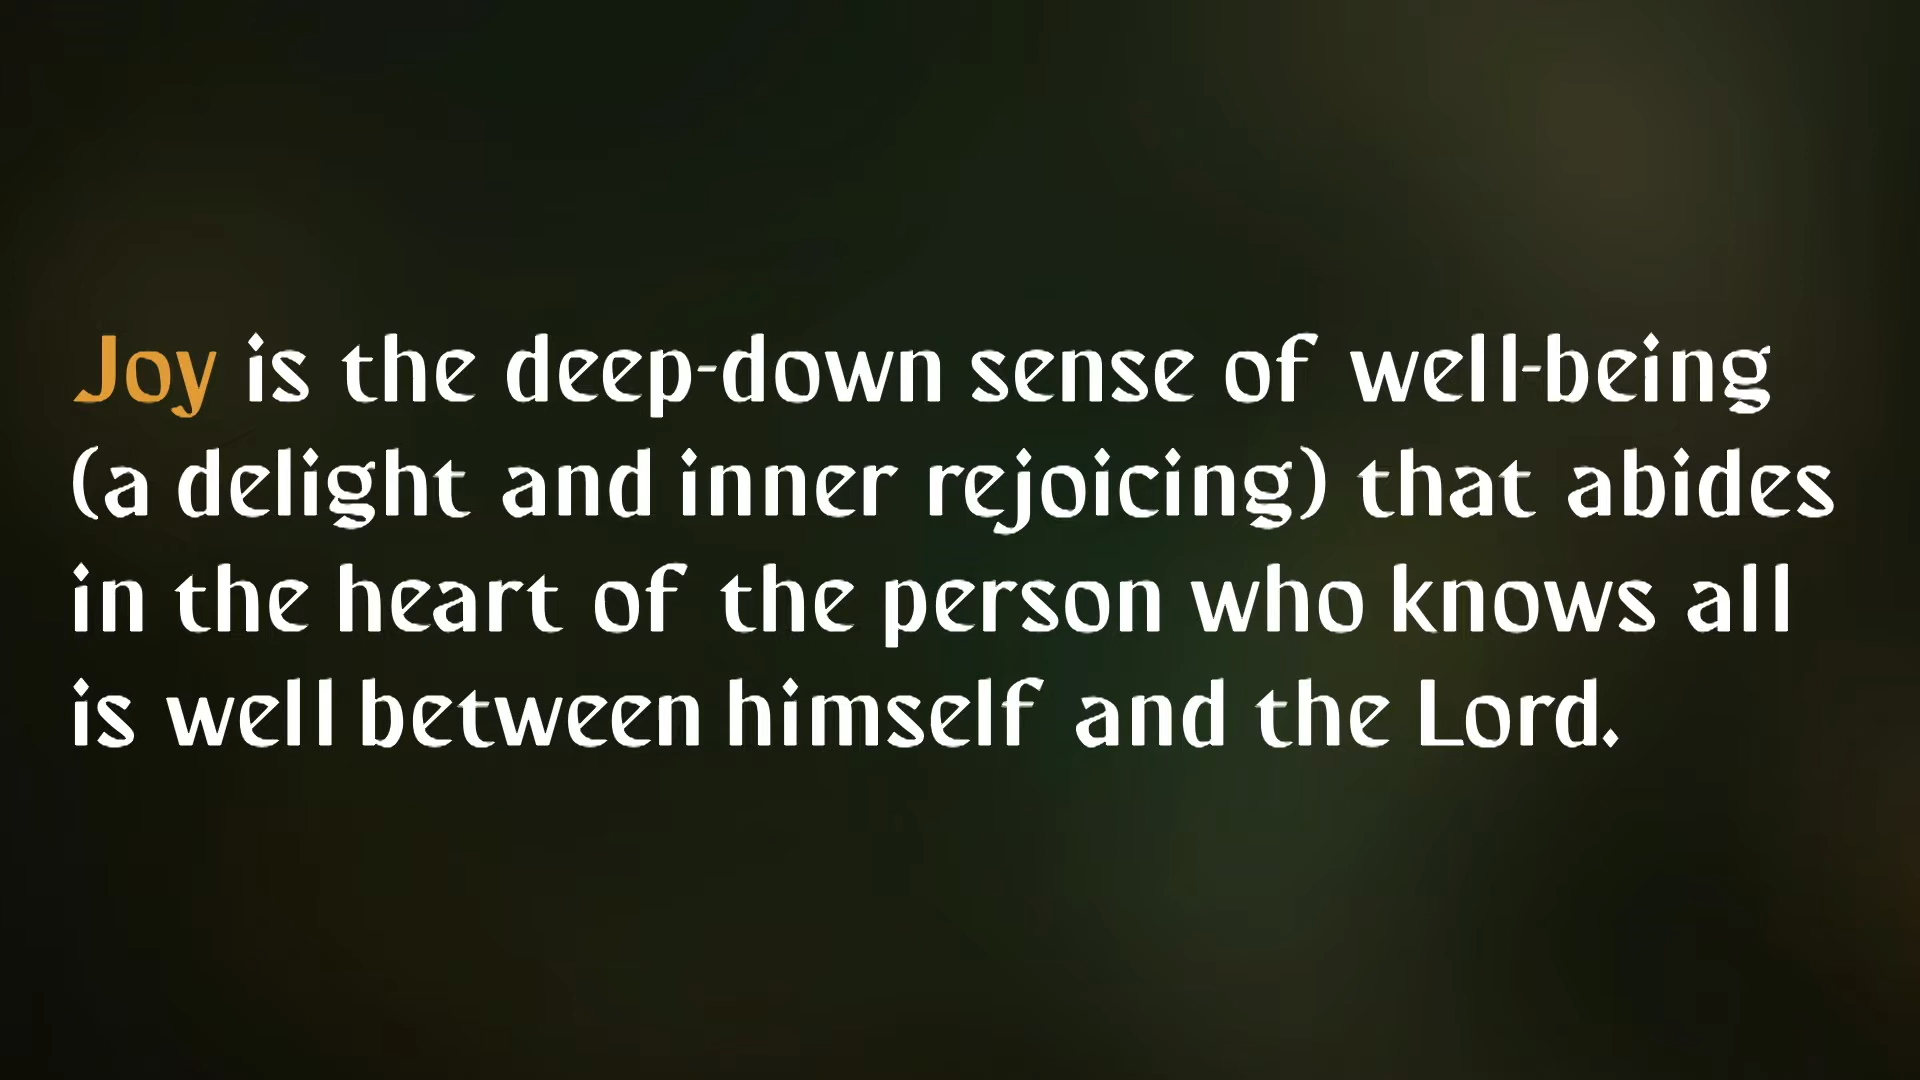 Joy is the deep-down sense of well-being
(a delight and inner rejoicing) that abides
in the heart of the person who knows all
is well between himself and the Lord.